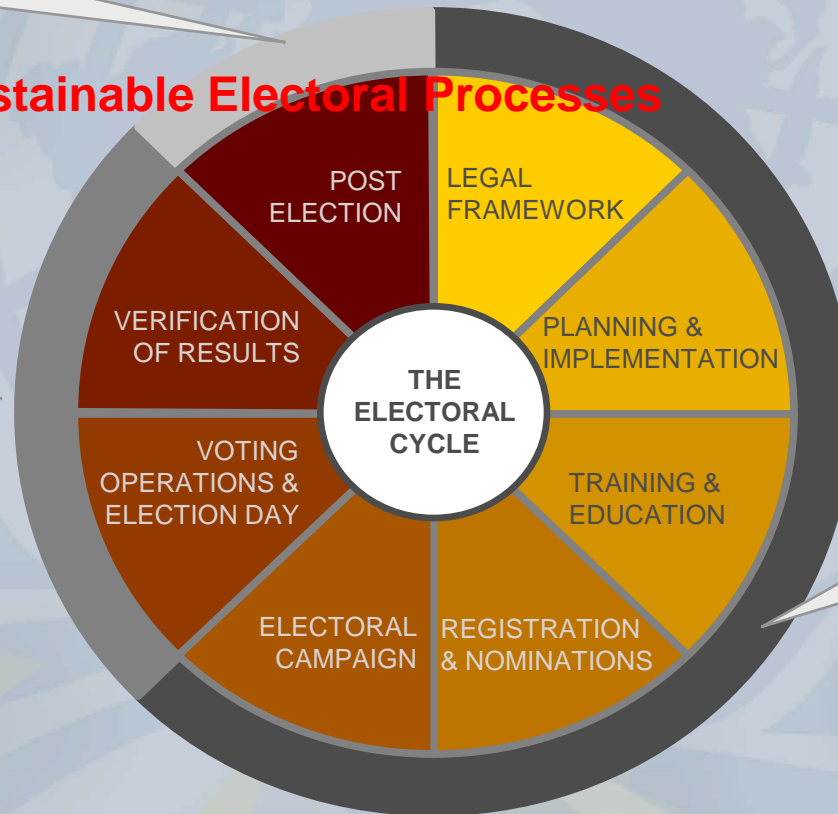 stainable Electoral Processes
POST
ELECTION
LEGAL
FRAMEWORK
PLANNING &
IMPLEMENTATION
TRAINING &
EDUCATION
REGISTRATION
& NOMINATIONS
ELECTORAL
CAMPAIGN
VOTING
OPERATIONS &
ELECTION DAY
VERIFICATION
OF RESULTS
THE
ELECTORAL
CYCLE